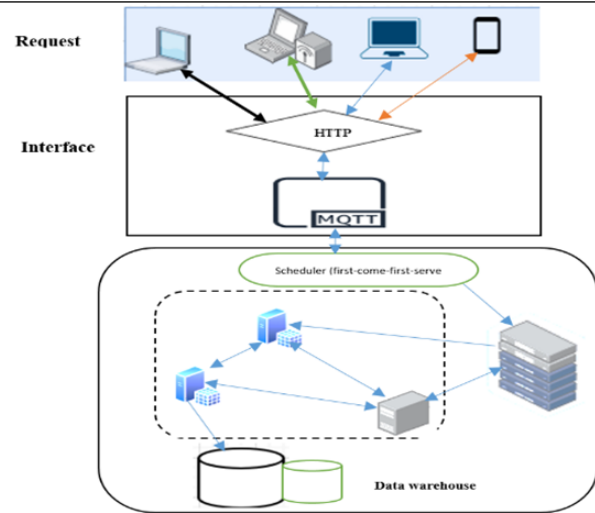 Request
Interface
HTTP
MQTT
Scheduler (first-come-first-serve
Data warehouse